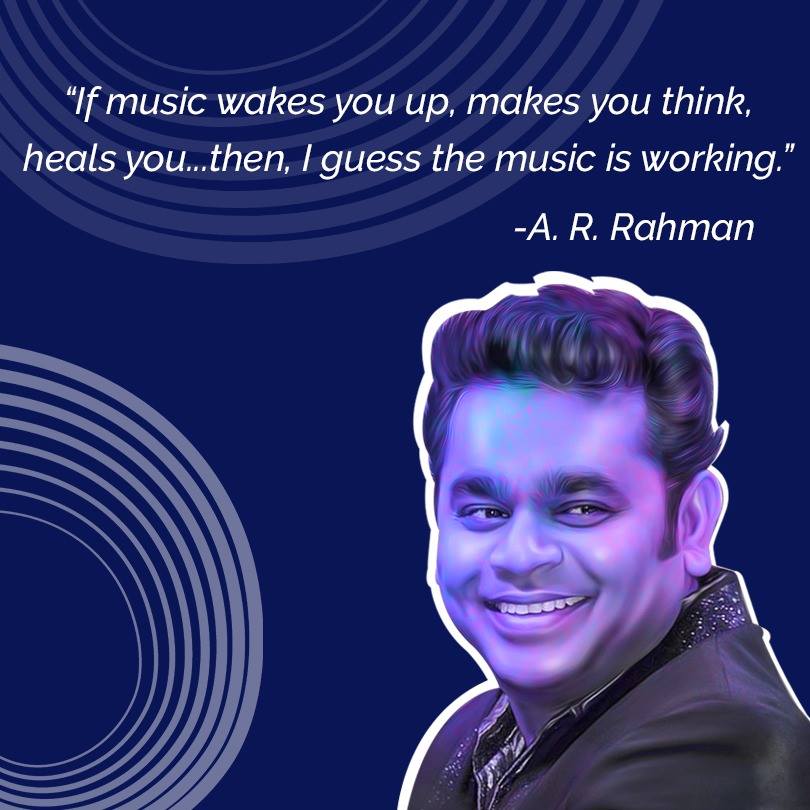 “If music wakes you up, makes you think,
heals you...then, I guess the music is working.”
-A. R. Rahman